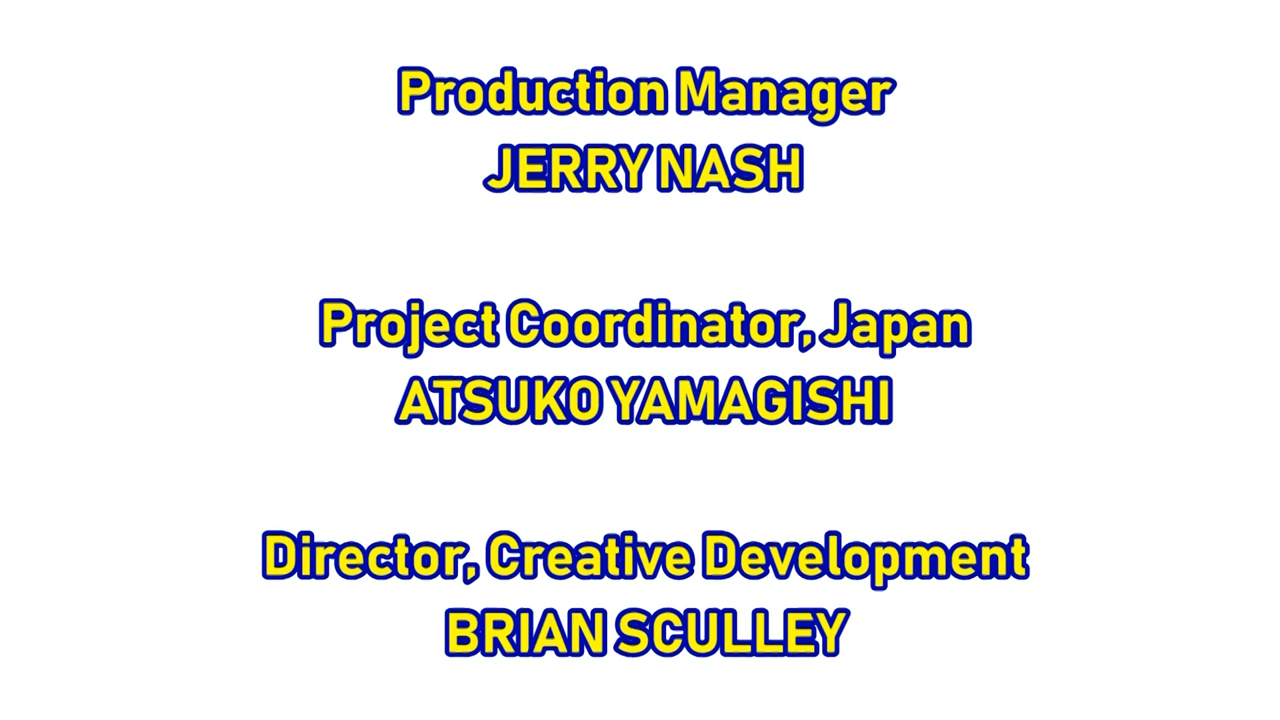 Production Manager
JERRY NASH
Project Coordinator, Japan
ATSUKO YAMAGISHI
Director, Creative Development
BRIAN SCULLEY